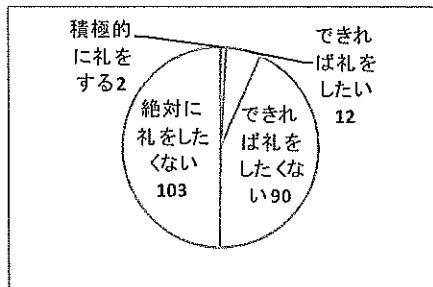 積極的
に礼を
する2
できれ
ば礼を
したい
12
できれ
ば礼を
したくな
い90
絶対に
礼をした
くない
103